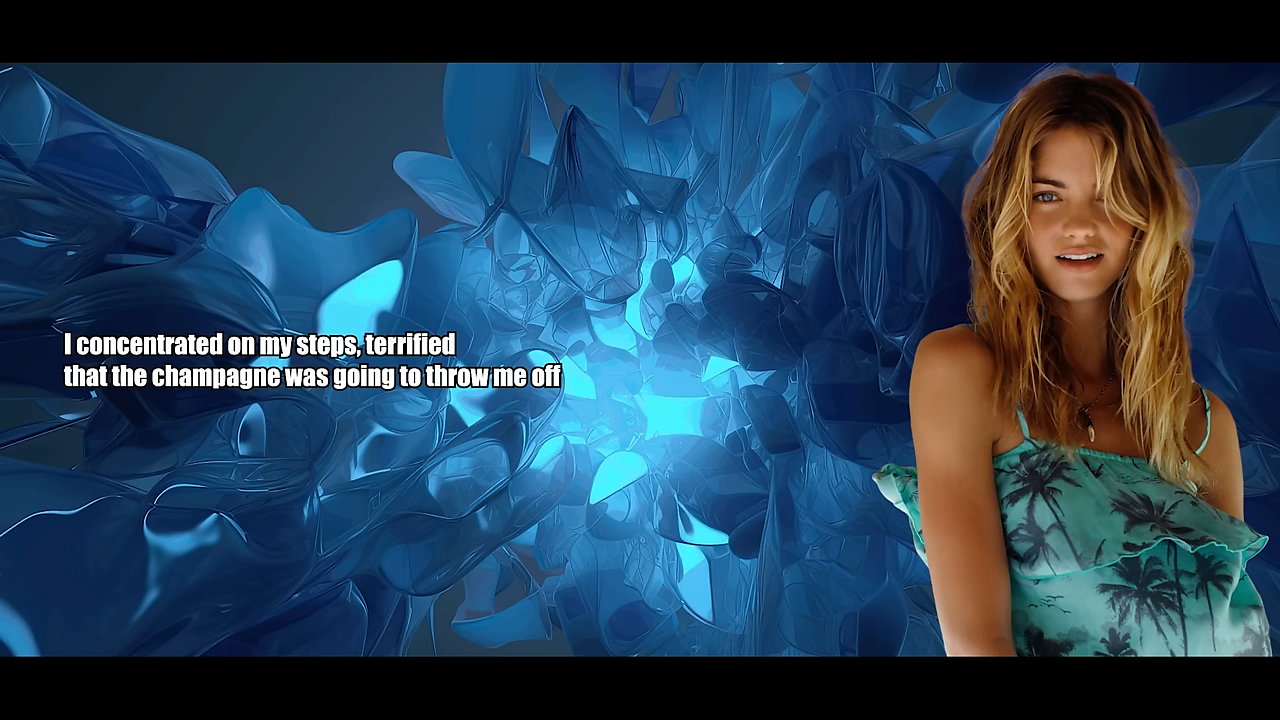 I concentrated on my steps, terrified
that the champagne was going to throw me off